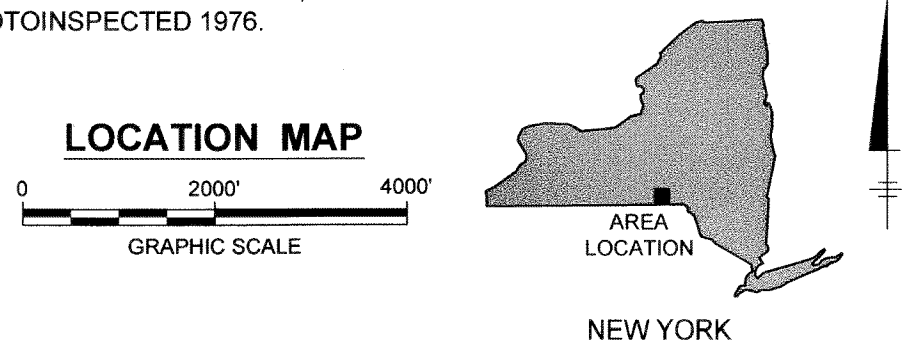 OTOINSPECTED 1976.
LOCATION MAP
0 2000' 4000'
GRAPHIC SCALE
AREA
LOCATION
NEW YORK